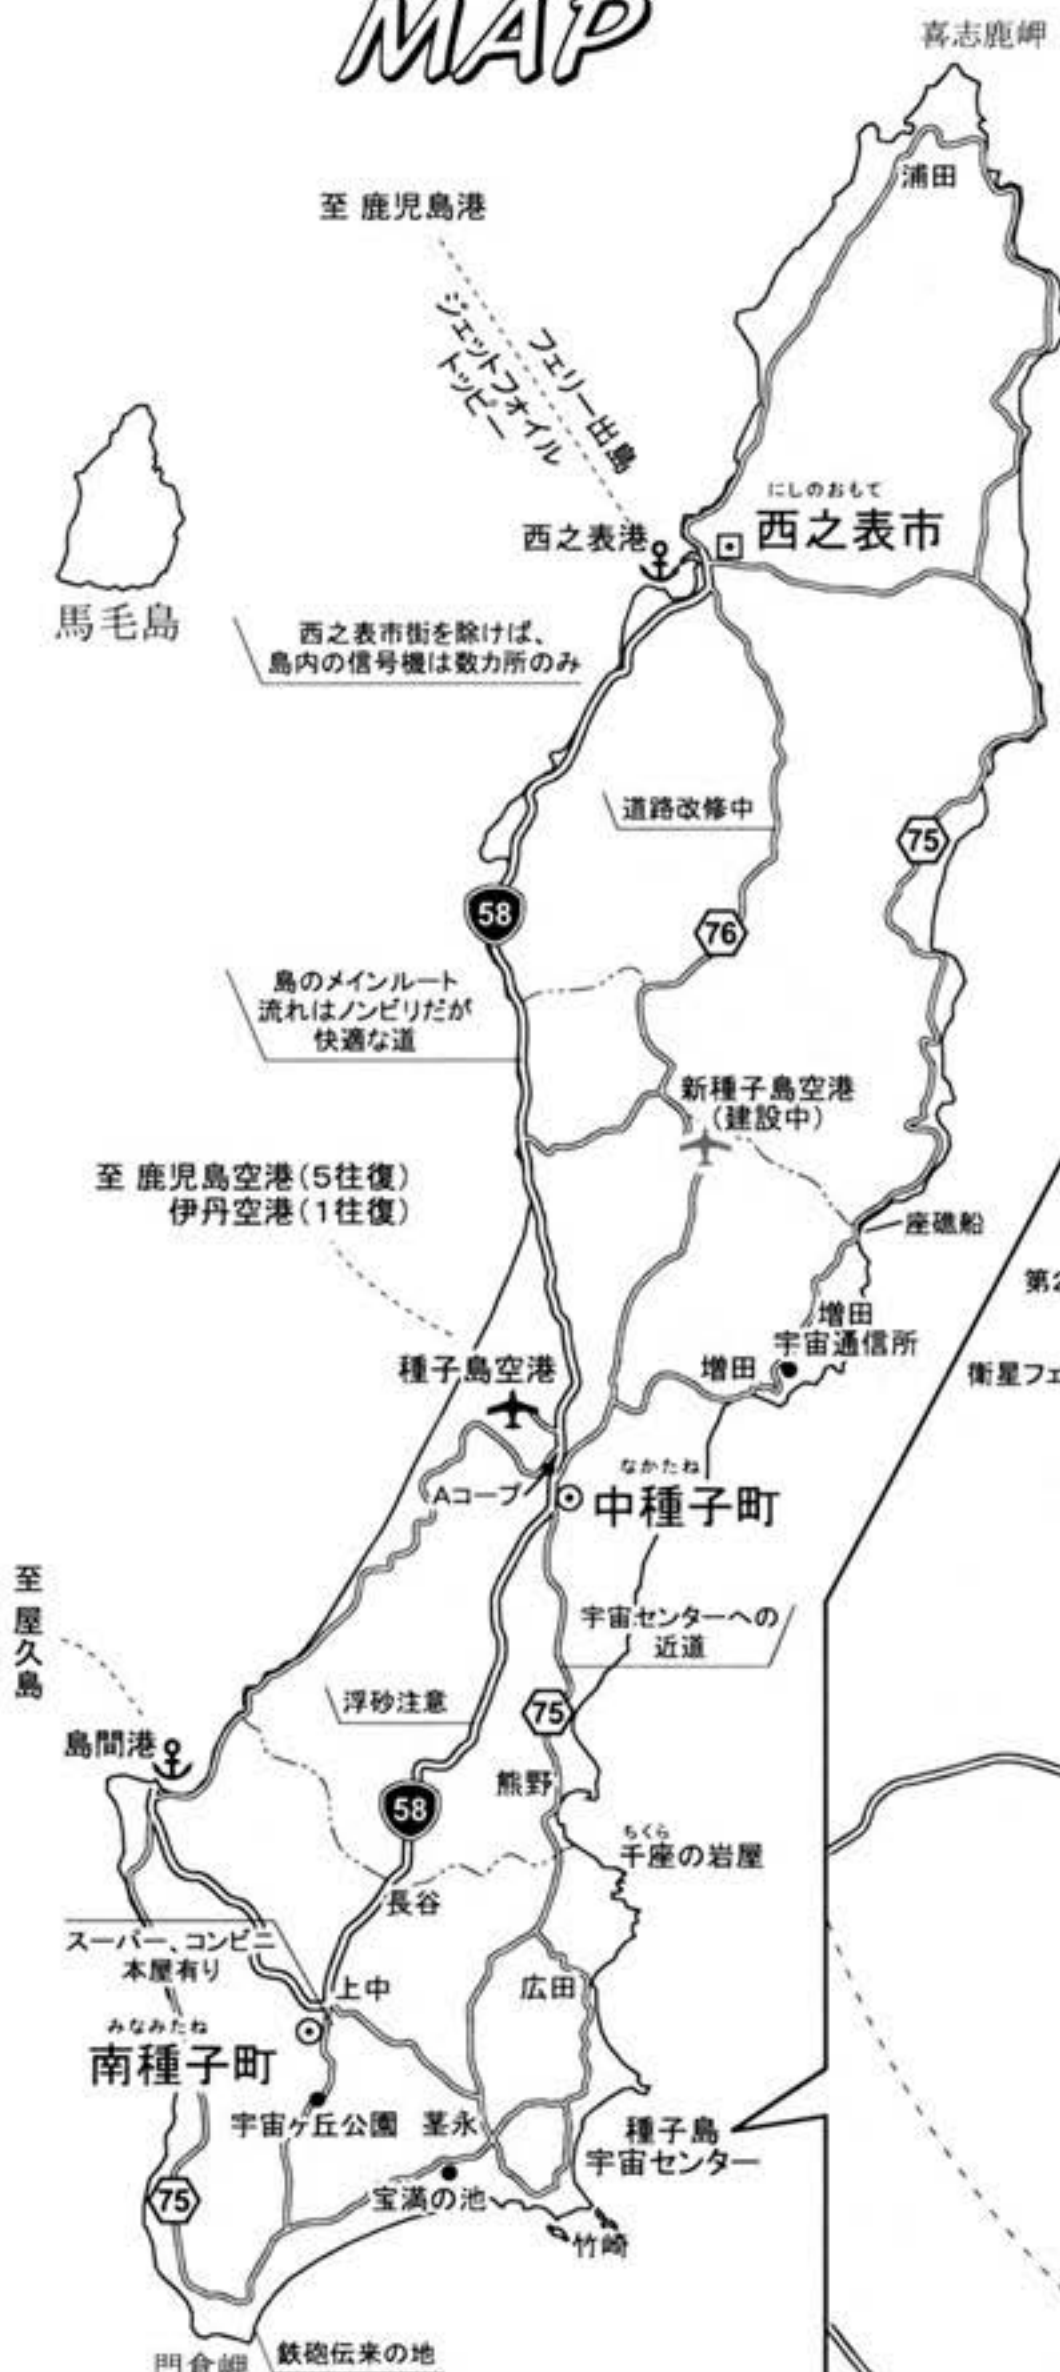 MAP
喜志鹿岬
浦田
至 鹿児島港
フェリー出島
ジェットフォイル
トッピー
にしのおもて
西之表市
西之表港
馬毛島
西之表市街を除けば、
島内の信号機は数カ所のみ
道路改修中
75
58
76
島のメインルート
流れはノンビリだが
快適な道
新種子島空港
(建設中)
至 鹿児島空港(5往復)
伊丹空港(1往復)
座礁船
第2
増田
宇宙通信所
増田
衛星フェ
種子島空港
Aコープ
なかたね
中種子町
至 屋久島
宇宙センターへの
近道
浮砂注意
75
島間港
熊野
58
ちくら
千座の岩屋
長谷
スーパー、コンビニ
本屋有り
上中
広田
みなみたね
南種子町
宇宙ヶ丘公園
茎永
種子島
宇宙センター
75
宝満の池
竹崎
門倉岬
鉄砲伝来の地